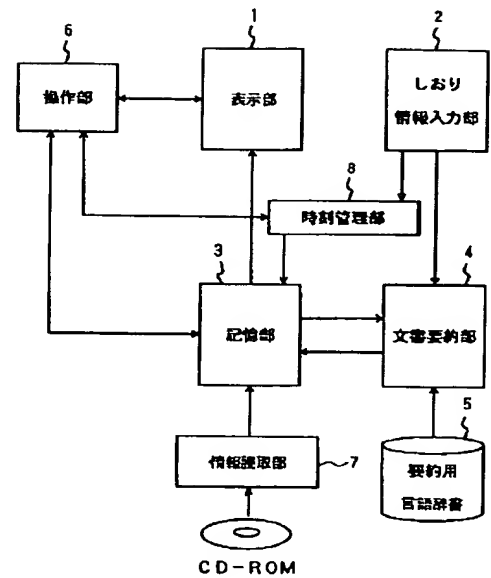 6
操作部
1
表示部
2
しおり
情報入力部
8
時刻管理部
3
記憶部
4
文書要約部
5
要約用
言語辞書
情報読取部
7
CD-ROM